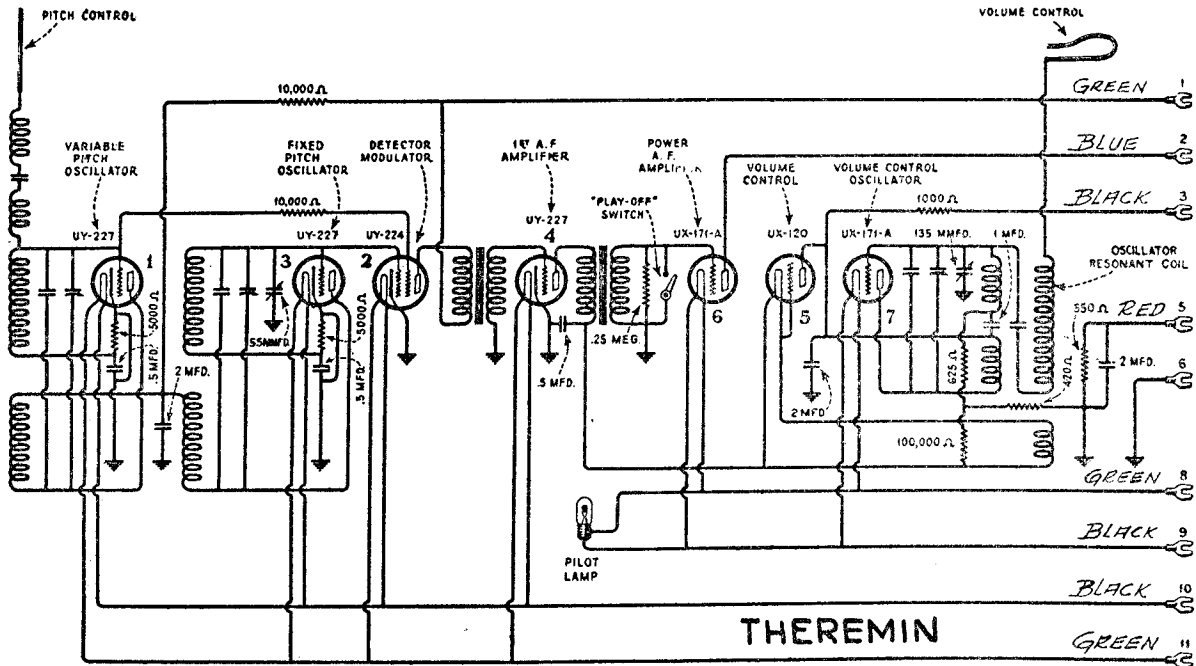 PITCH CONTROL
VOLUME CONTROL
10,000 Ω
GREEN 1
VARIABLE
PITCH
OSCILLATOR
FIXED
PITCH
OSCILLATOR
DETECTOR
MODULATOR
1ST A.F
AMPLIFIER
POWER
A. F.
VOLUME
CONTROL
VOLUME CONTROL
OSCILLATOR
BLUE 2
10,000 Ω
"PLAY-OFF"
SWITCH
1000 Ω
BLACK 3
UY-227
UY-227
UY-224
UY-227
UX-171-A
UX-120
UX-171-A
135 MMFD.
.1 MFD.
OSCILLATOR
RESONANT COIL
1
3
2
4
6
5
7
5000 Ω
.5 MFD.
2 MFD.
55MMFD.
5000 Ω
.5 MFD.
.5 MFD.
.25 MEG.
2 MFD
625 Ω
550 Ω
RED 5
420 Ω
2 MFD.
6
100,000 Ω
GREEN 8
PILOT
LAMP
BLACK 9
BLACK 10
THEREMIN
GREEN 11